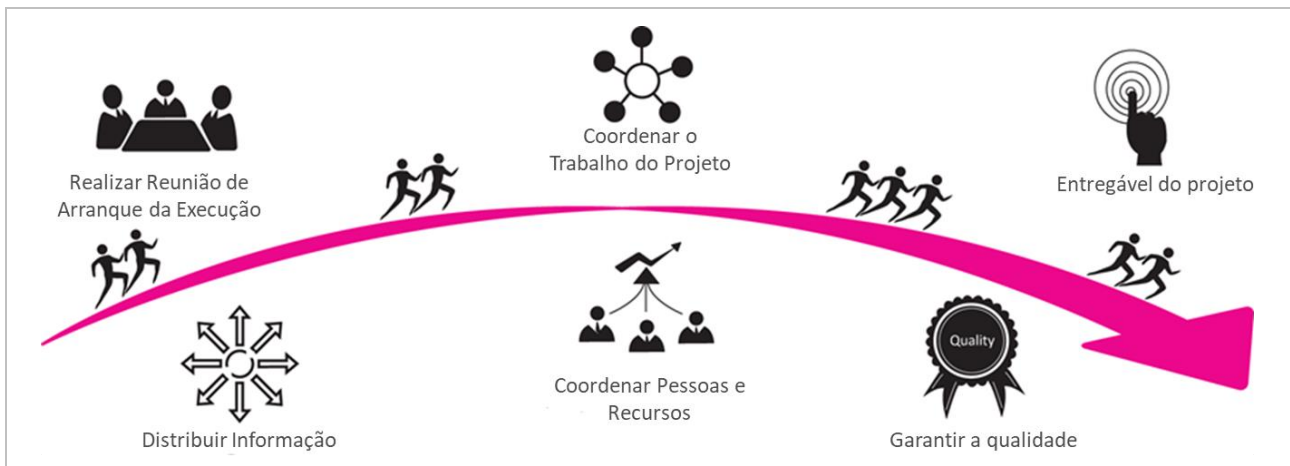 Realizar Reunião de
Arranque da Execução
Coordenar o
Trabalho do Projeto
Entregável do projeto
Distribuir Informação
Coordenar Pessoas e
Recursos
Quality
Garantir a qualidade